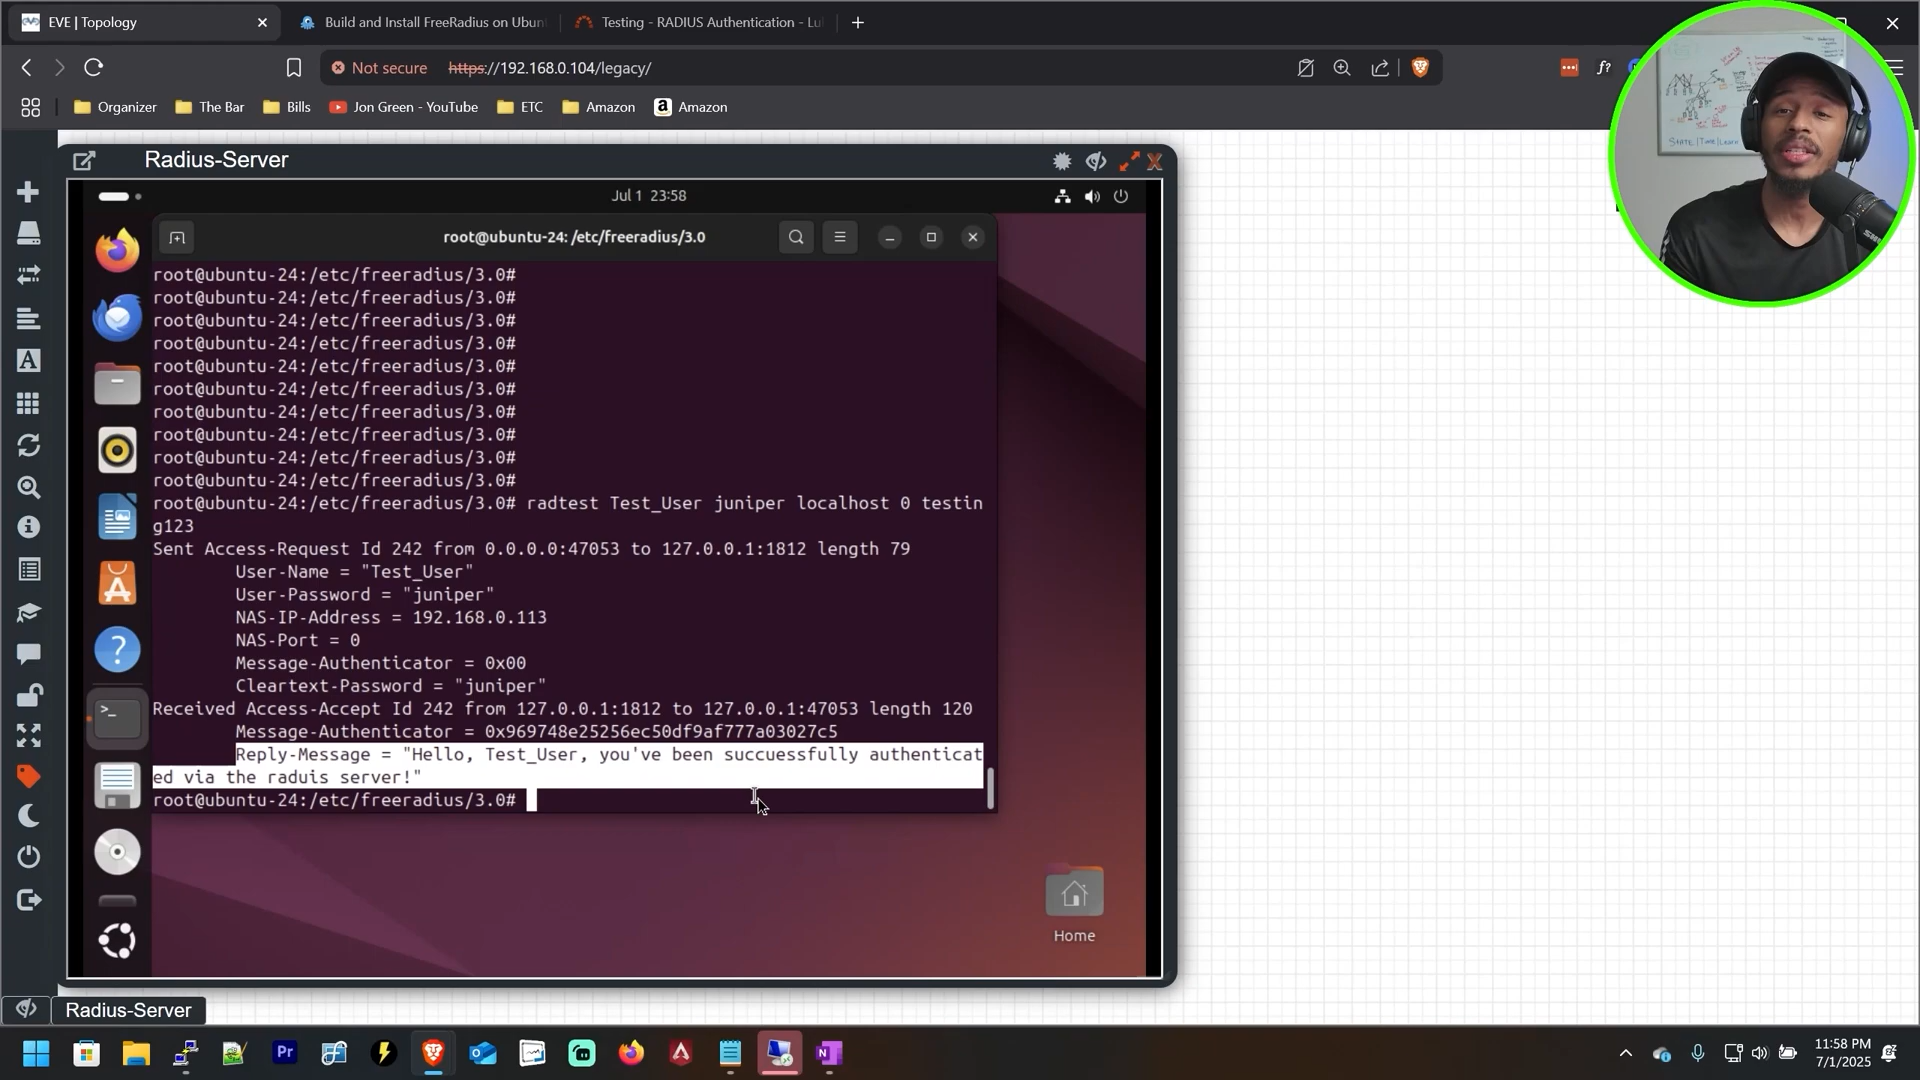 EVE | Topology
Build and Install FreeRadius on Ubun
Testing - RADIUS Authentication - Lu
Not secure
https://192.168.0.104/legacy/
Organizer
The Bar
Bills
Jon Green - YouTube
ETC
Amazon
Amazon
Radius-Server
Jul 1 23:58
root@ubuntu-24: /etc/freeradius/3.0
root@ubuntu-24:/etc/freeradius/3.0#
root@ubuntu-24:/etc/freeradius/3.0#
root@ubuntu-24:/etc/freeradius/3.0#
root@ubuntu-24:/etc/freeradius/3.0#
root@ubuntu-24:/etc/freeradius/3.0#
root@ubuntu-24:/etc/freeradius/3.0#
root@ubuntu-24:/etc/freeradius/3.0#
root@ubuntu-24:/etc/freeradius/3.0#
root@ubuntu-24:/etc/freeradius/3.0#
root@ubuntu-24:/etc/freeradius/3.0#
root@ubuntu-24:/etc/freeradius/3.0# radtest Test_User juniper localhost 0 testin
g123
Sent Access-Request Id 242 from 0.0.0.0:47053 to 127.0.0.1:1812 length 79
User-Name = "Test_User"
User-Password = "juniper"
NAS-IP-Address = 192.168.0.113
NAS-Port = 0
Message-Authenticator = 0x00
Cleartext-Password = "juniper"
Received Access-Accept Id 242 from 127.0.0.1:1812 to 127.0.0.1:47053 length 120
Message-Authenticator = 0x969748e25256ec50df9af777a03027c5
Reply-Message = "Hello, Test_User, you've been succuessfully authenticat
ed via the raduis server!"
root@ubuntu-24:/etc/freeradius/3.0#
Home
Radius-Server
11:58 PM
7/1/2025